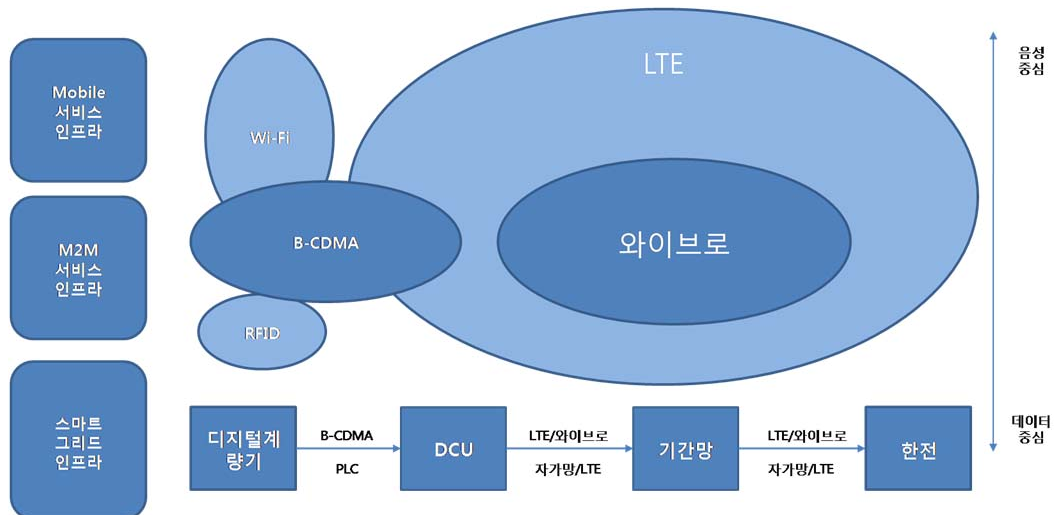 Mobile
서비스
인프라
M2M
서비스
인프라
스마트
그리드
인프라
Wi-Fi
B-CDMA
RFID
LTE
와이브로
음성
중심
데이터
중심
디지털계
량기
B-CDMA
PLC
DCU
LTE/와이브로
자가망/LTE
기간망
LTE/와이브로
자가망/LTE
한전